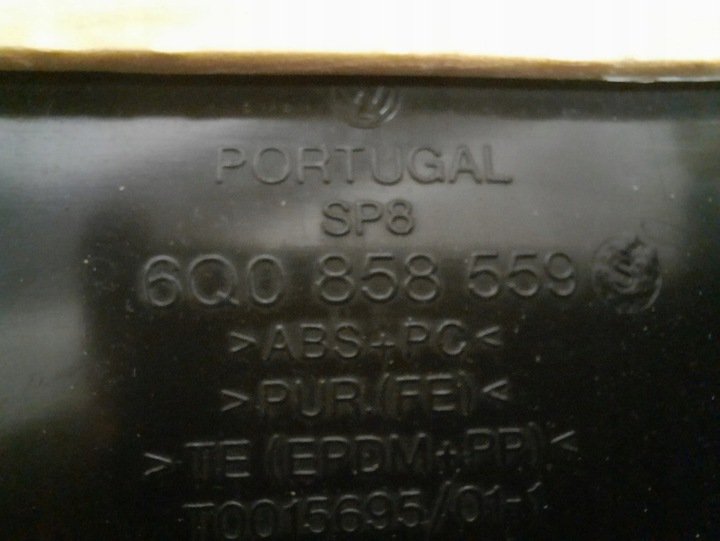 PORTUGAL
SP8
6Q0 858 559
>ABS+PC<
>PUR (FE)<
>TE (EPDM+PP)<
T0015695/01-1